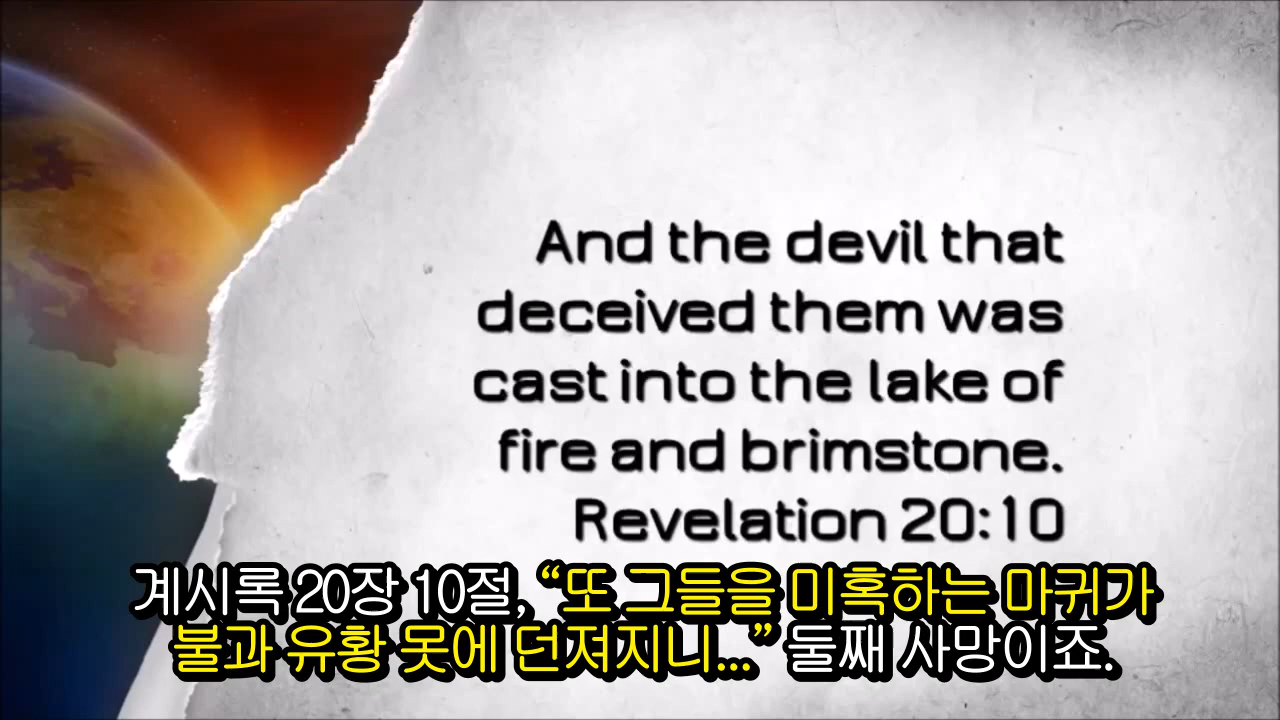 And the devil that
deceived them was
cast into the lake of
fire and brimstone.
Revelation 20:10
계시록 20장 10절, “또 그들을 미혹하는 마귀가
불과 유황 못에 던져지니...” 둘째 사망이죠.